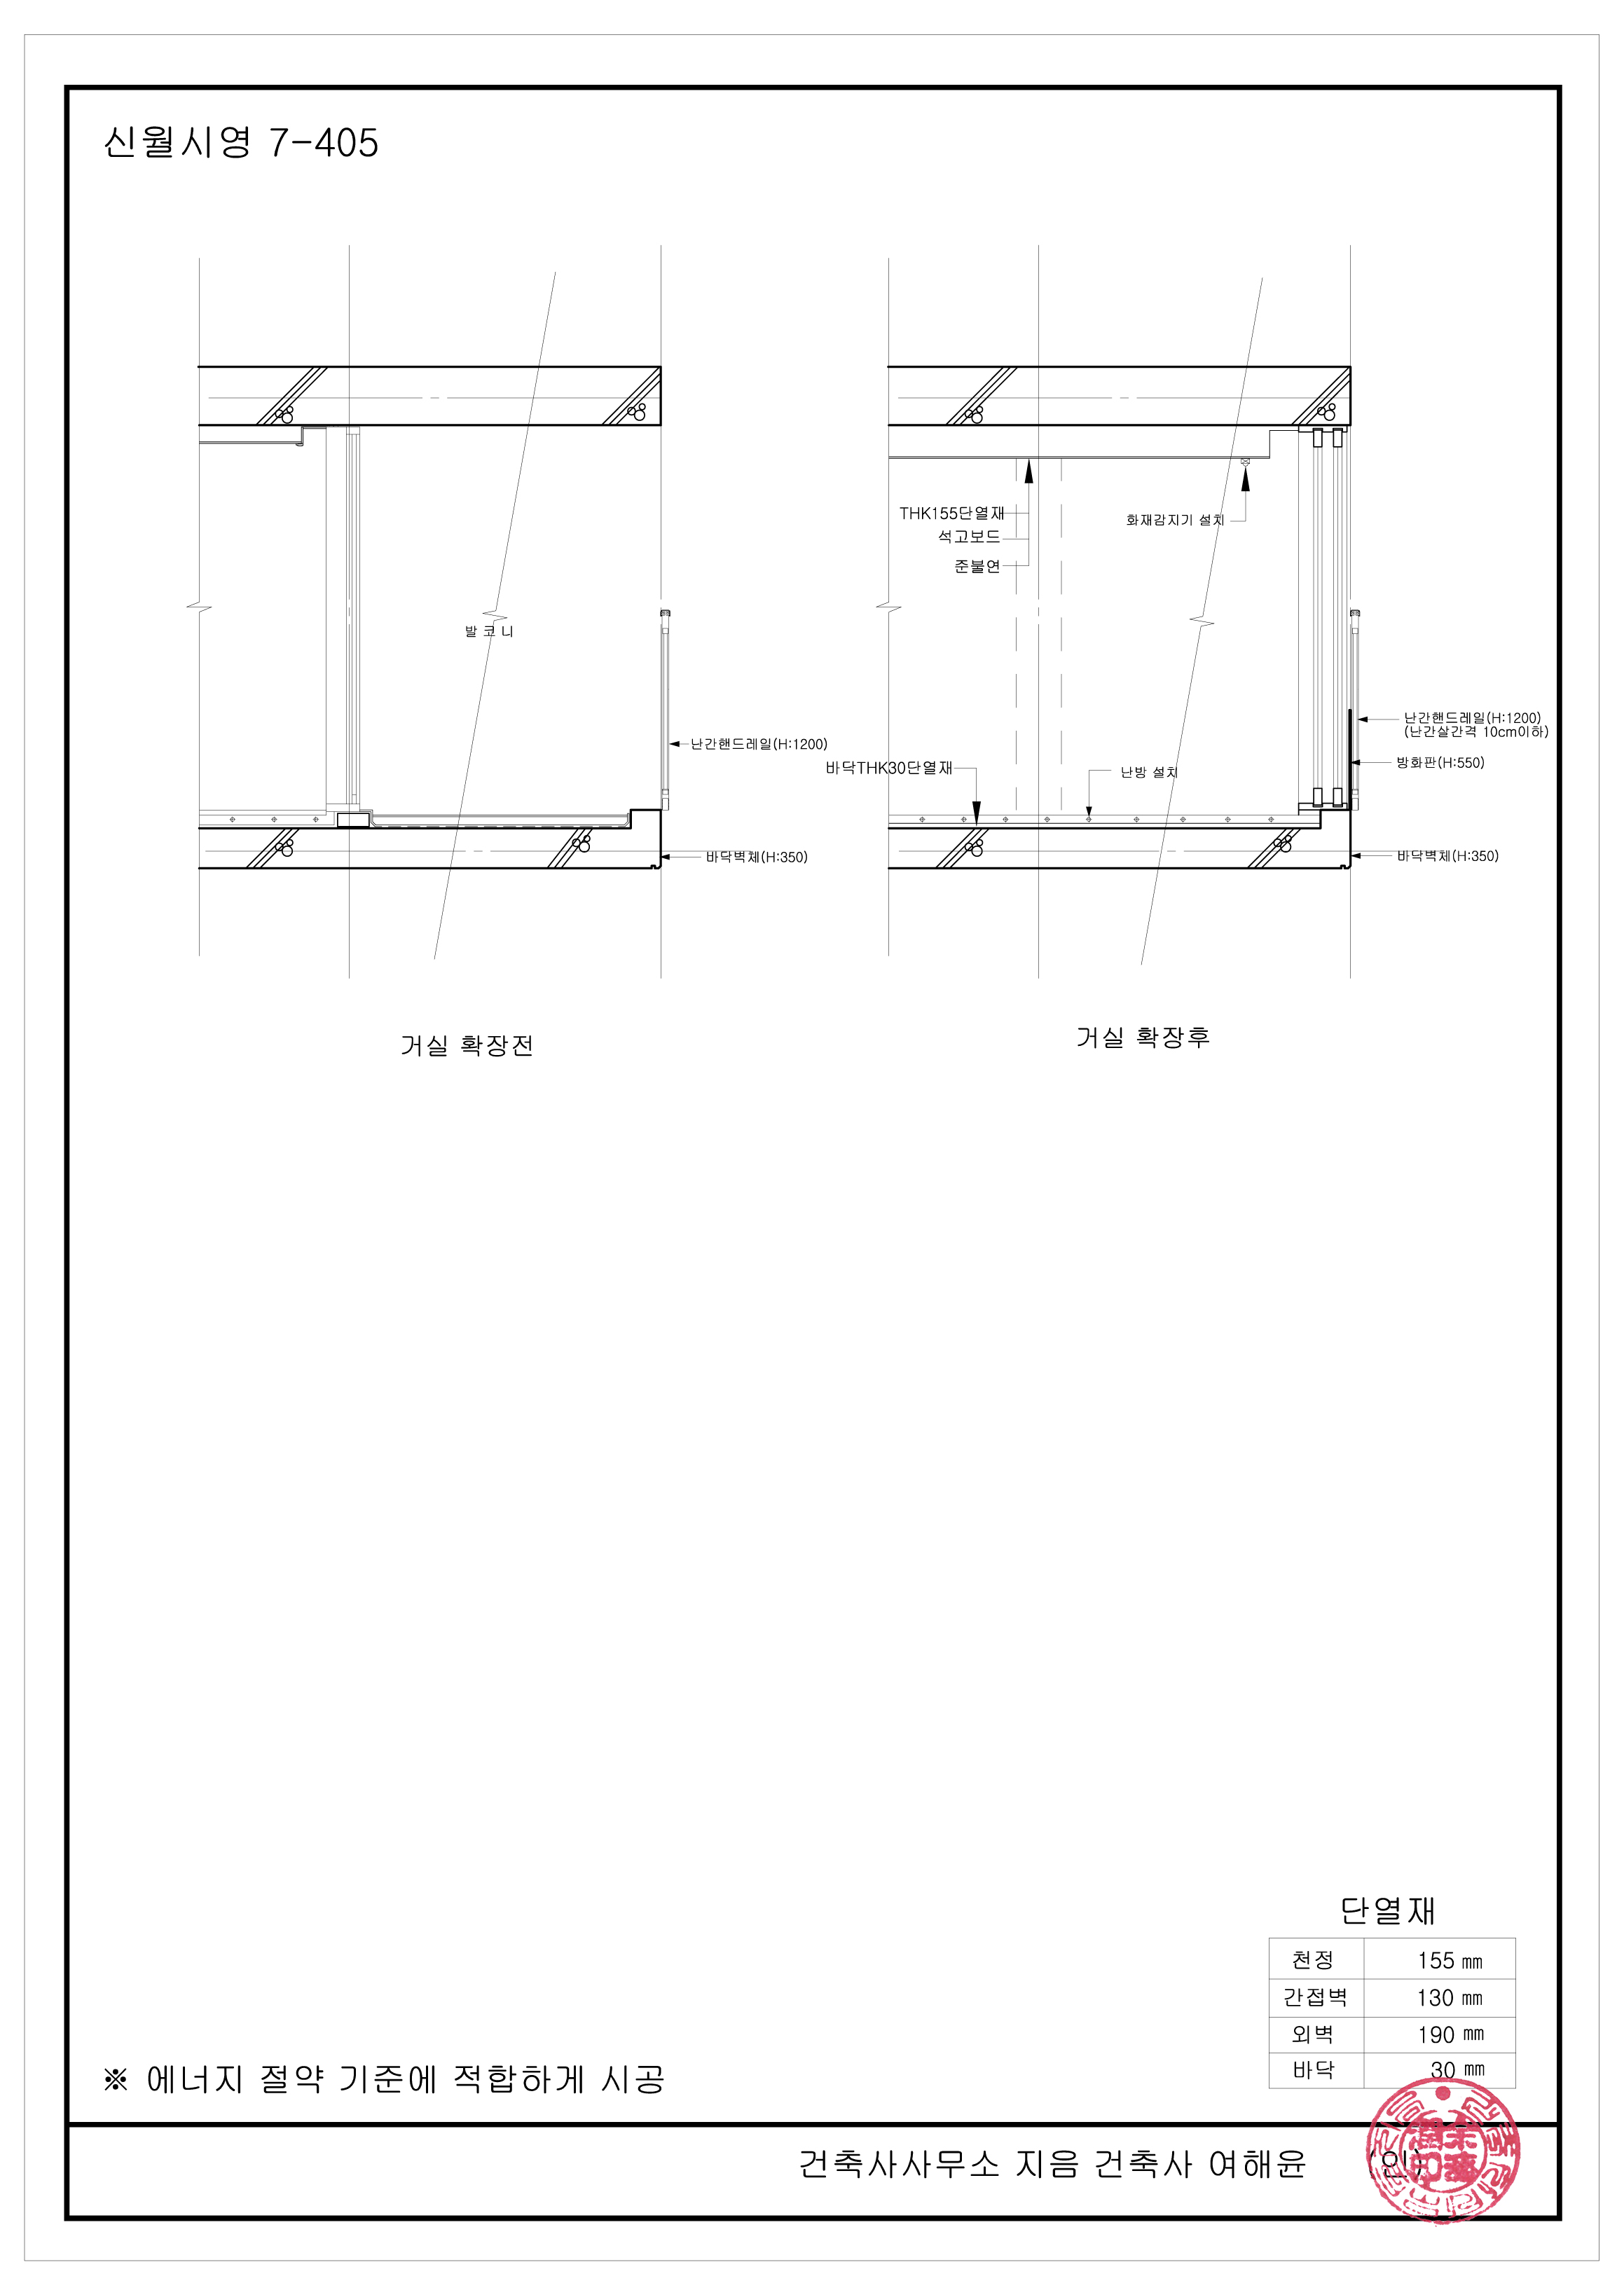 신월시영 7-405
THK155단열재
석고보드
준불연
화재감지기 설치
발 코 니
난간핸드레일(H:1200)
바닥벽체(H:350)
바닥THK30단열재
난방 설치
난간핸드레일(H:1200)
(난간살간격 10cm이하)
방화판(H:550)
바닥벽체(H:350)
거실 확장전
거실 확장후
단열재
천정 155 mm
간접벽 130 mm
외벽 190 mm
바닥 30 mm
※ 에너지 절약 기준에 적합하게 시공
건축사사무소 지음 건축사 여해윤 (인)